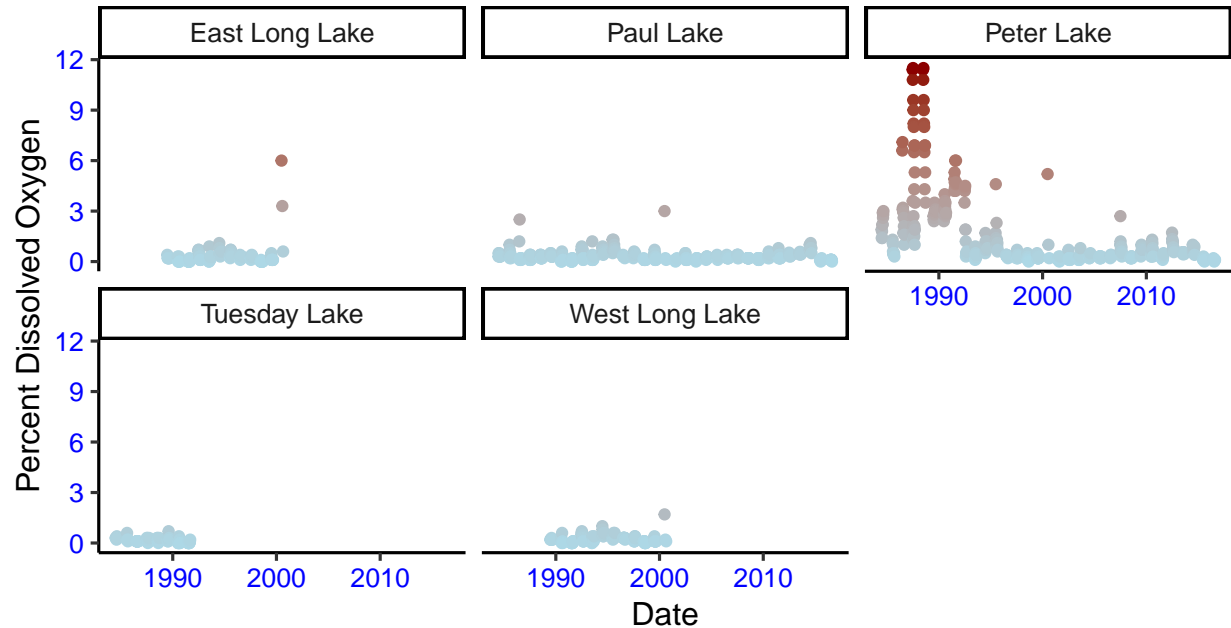 East Long Lake
Paul Lake
Peter Lake
12
9
6
3
0
1990 2000 2010
Tuesday Lake
West Long Lake
12
9
6
3
0
1990 2000 2010
1990 2000 2010
Percent Dissolved Oxygen
Date